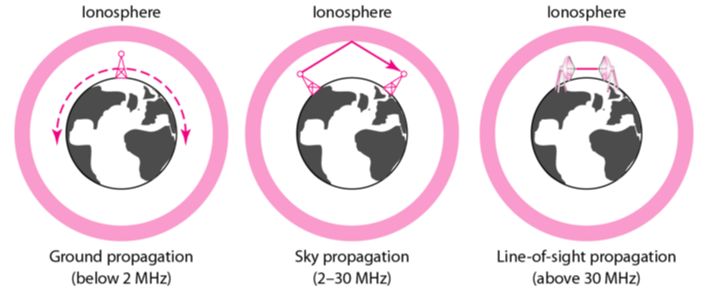 Ionosphere
Ionosphere
Ionosphere
Ground propagation
(below 2 MHz)
Sky propagation
(2–30 MHz)
Line-of-sight propagation
(above 30 MHz)